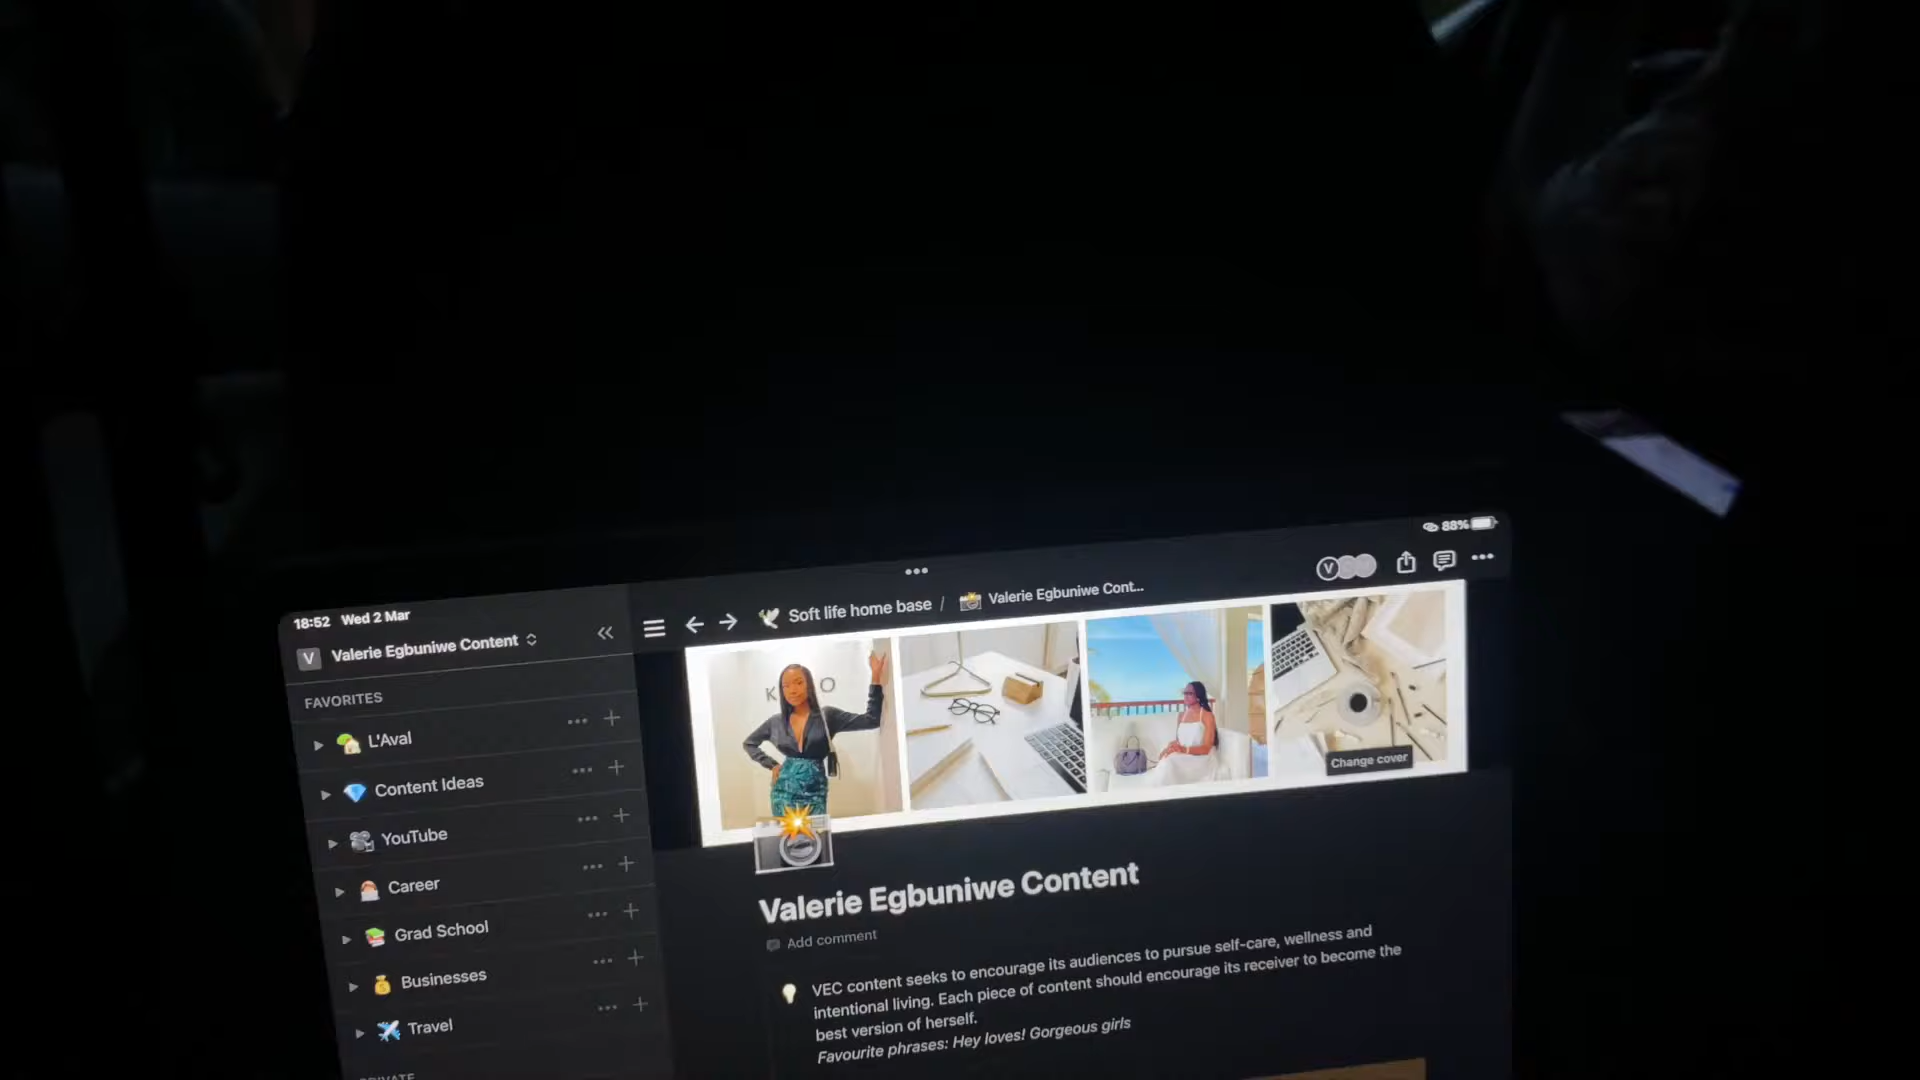 18:52 Wed 2 Mar
88%
V Valerie Egbuniwe Content
FAVORITES
L'Aval
Content Ideas
YouTube
Career
Grad School
Businesses
Travel
Soft life home base / Valerie Egbuniwe Cont...
V
Change cover
Valerie Egbuniwe Content
Add comment
VEC content seeks to encourage its audiences to pursue self-care, wellness and
intentional living. Each piece of content should encourage its receiver to become the
best version of herself.
Favourite phrases: Hey loves! Gorgeous girls